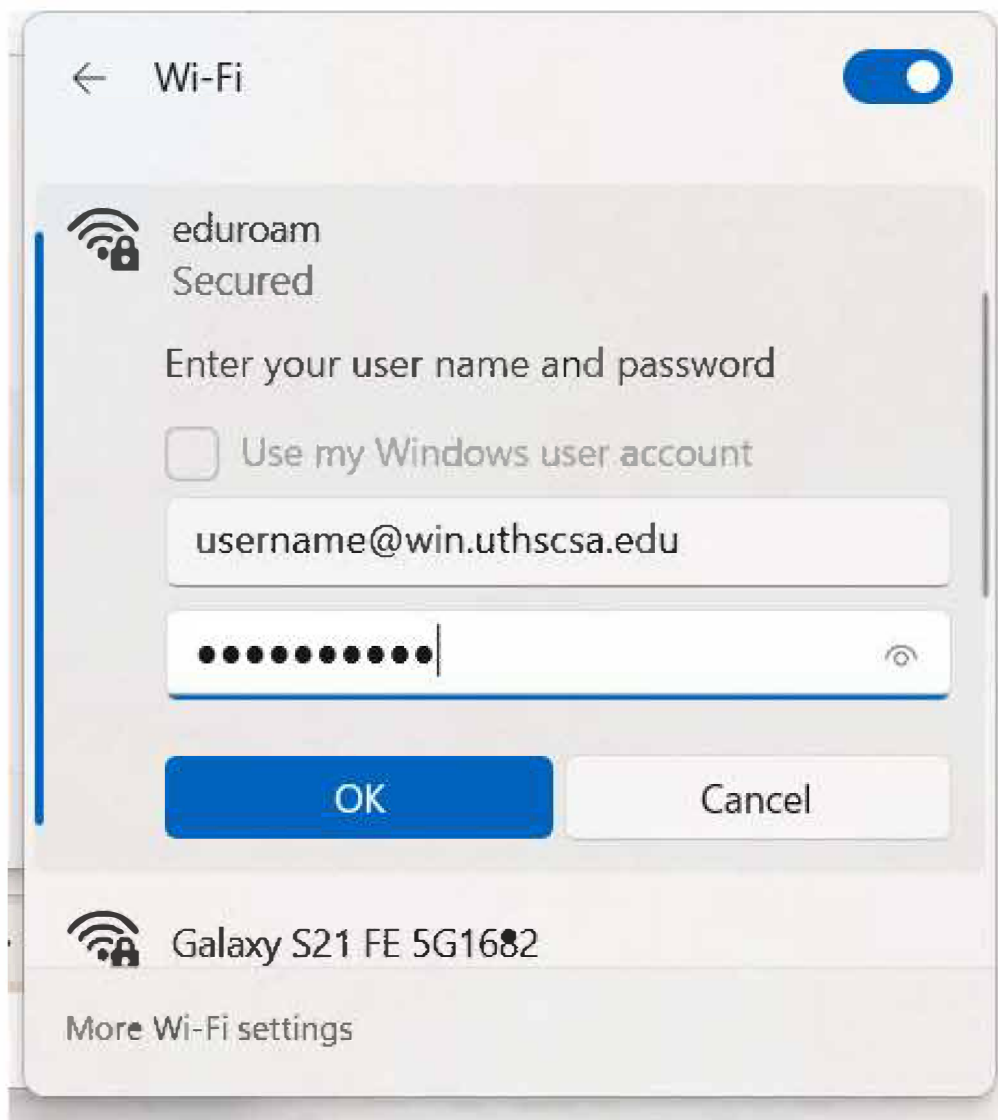 Wi-Fi
eduroam
Secured
Enter your user name and password
Use my Windows user account
username@win.uthscsa.edu
●●●●●●●●●●
OK
Cancel
Galaxy S21 FE 5G1682
More Wi-Fi settings